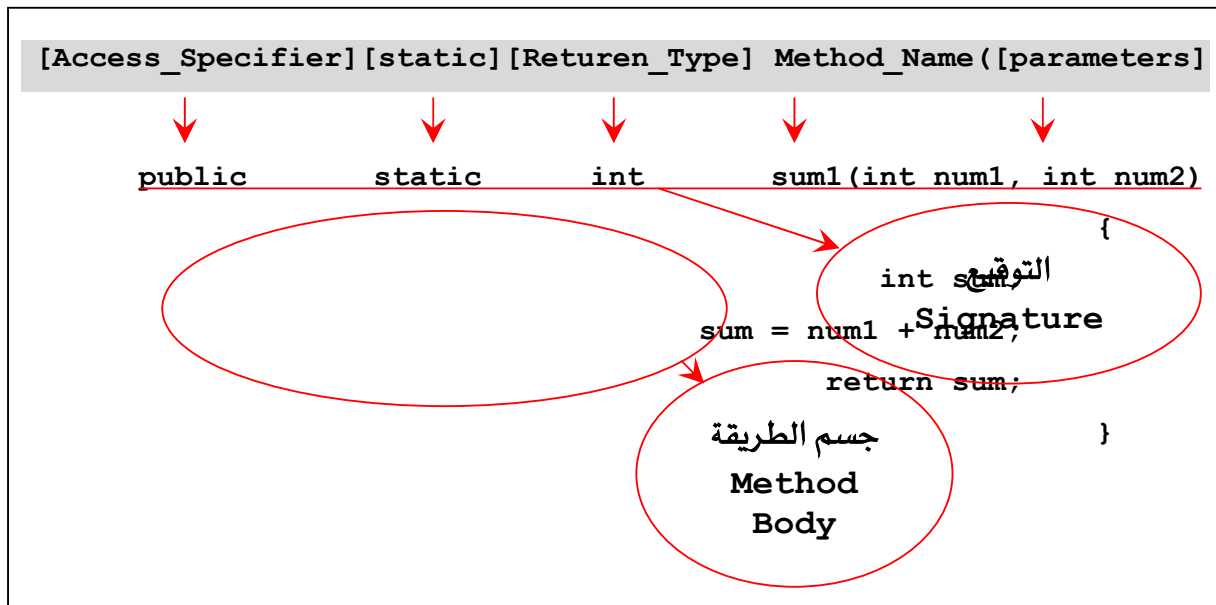 [Access_Specifier][static][Returen_Type] Method_Name([parameters]
public static int sum1(int num1, int num2)
{
int sum;
التوقيع
Signature
sum = num1 + num2;
return sum;
}
جسم الطريقة
Method
Body